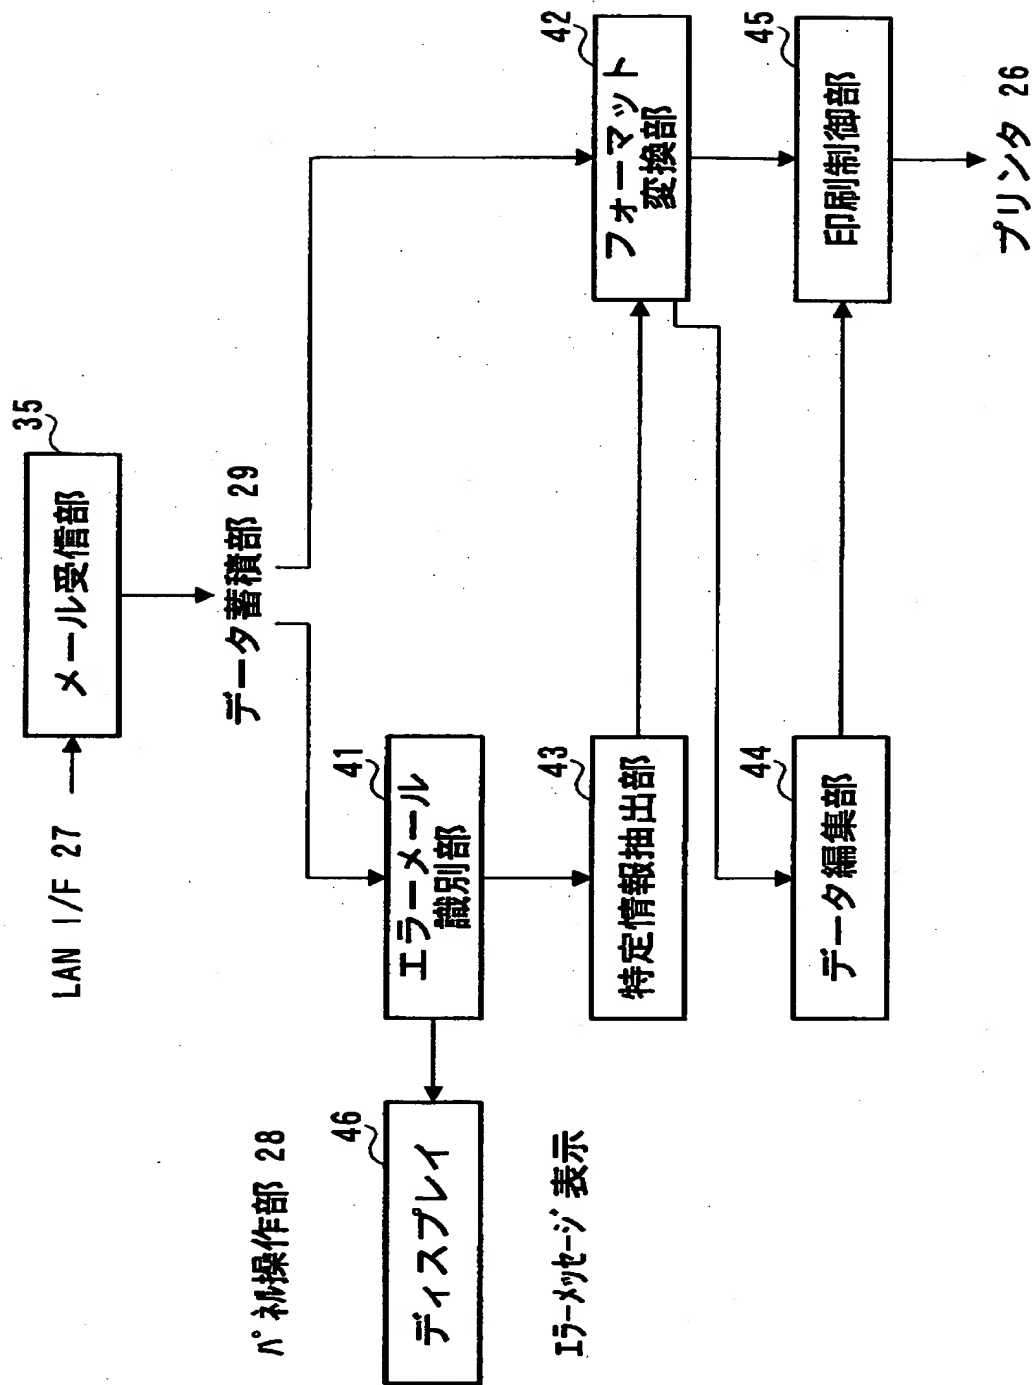 35
メール受信部
LAN I/F 27
データ蓄積部 29
41
エラーメール
識別部
42
フォーマット
変換部
43
特定情報抽出部
44
データ編集部
45
印刷制御部
プリンタ 26
パネル操作部 28
46
ディスプレイ
エラーメッセージ表示